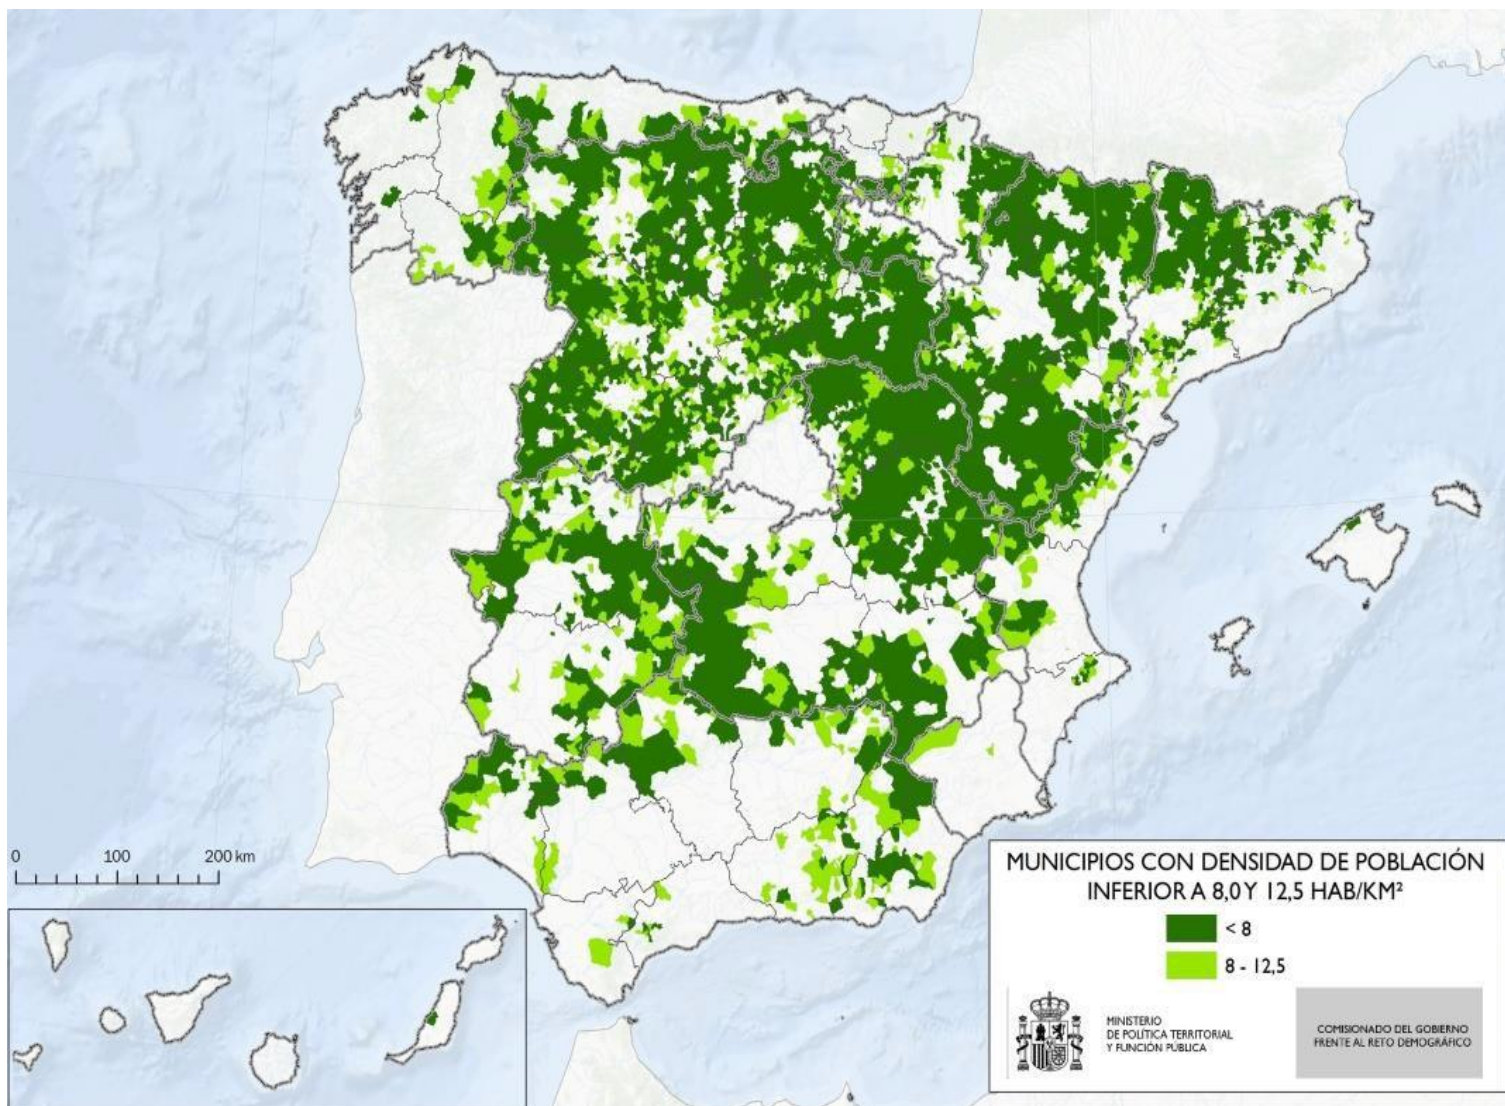 0 100 200 km
MUNICIPIOS CON DENSIDAD DE POBLACIÓN
INFERIOR A 8,0 Y 12,5 HAB/KM²
< 8
8 - 12,5
MINISTERIO
DE POLÍTICA TERRITORIAL
Y FUNCIÓN PÚBLICA
COMISIONADO DEL GOBIERNO
FRENTE AL RETO DEMOGRÁFICO